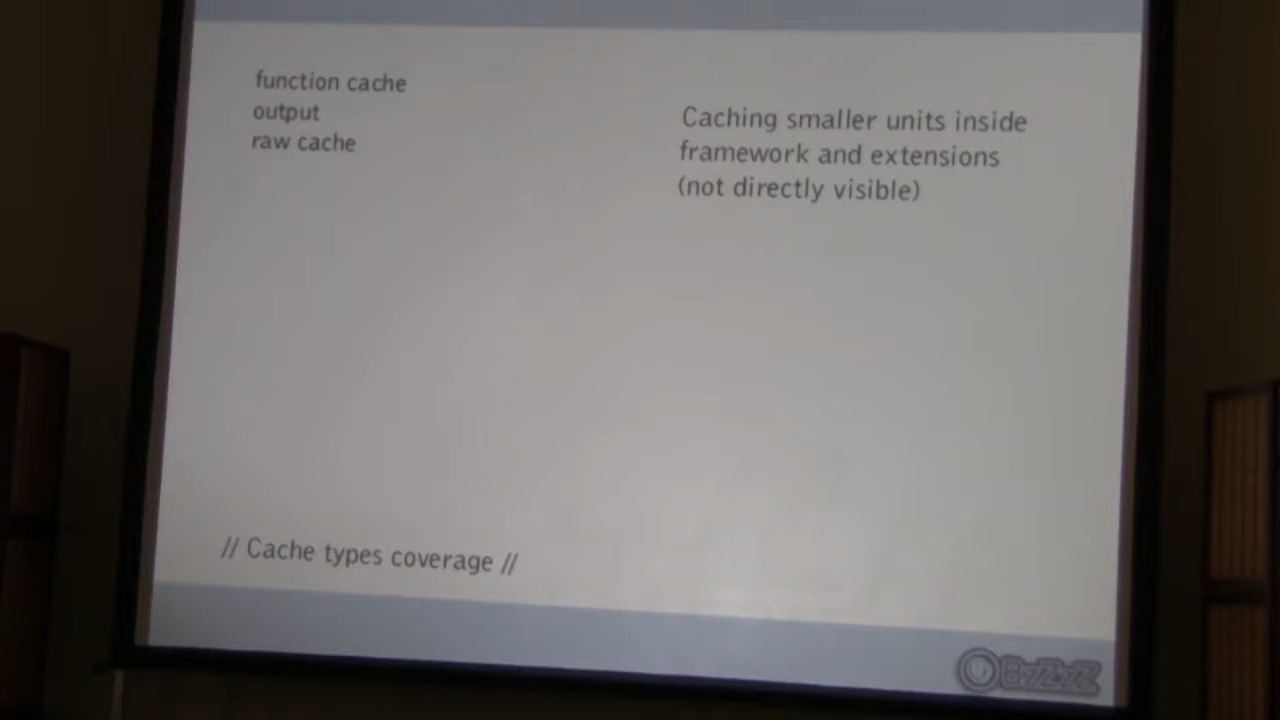 function cache
output
raw cache
Caching smaller units inside
framework and extensions
(not directly visible)
// Cache types coverage //